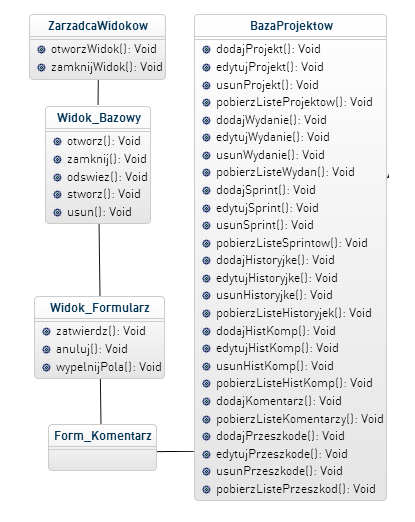 ZarzadcaWidokow
otworzWidok(): Void
zamknijWidok(): Void
Widok_Bazowy
otworz(): Void
zamknij(): Void
odswiez(): Void
stworz(): Void
usun(): Void
Widok_Formularz
zatwierdz(): Void
anuluj(): Void
wypelnijPola(): Void
Form_Komentarz
BazaProjektow
dodajProjekt(): Void
edytujProjekt(): Void
usunProjekt(): Void
pobierzListeProjektow(): Void
dodajWydanie(): Void
edytujWydanie(): Void
usunWydanie(): Void
pobierzListeWydan(): Void
dodajSprint(): Void
edytujSprint(): Void
usunSprint(): Void
pobierzListeSprintow(): Void
dodajHistoryjke(): Void
edytujHistoryjke(): Void
usunHistoryjke(): Void
pobierzListeHistoryjek(): Void
dodajHistKomp(): Void
edytujHistKomp(): Void
usunHistKomp(): Void
pobierzListeHistKomp(): Void
dodajKomentarz(): Void
pobierzListeKomentarzy(): Void
dodajPrzeszkode(): Void
edytujPrzeszkode(): Void
usunPrzeszkode(): Void
pobierzListePrzeszkod(): Void